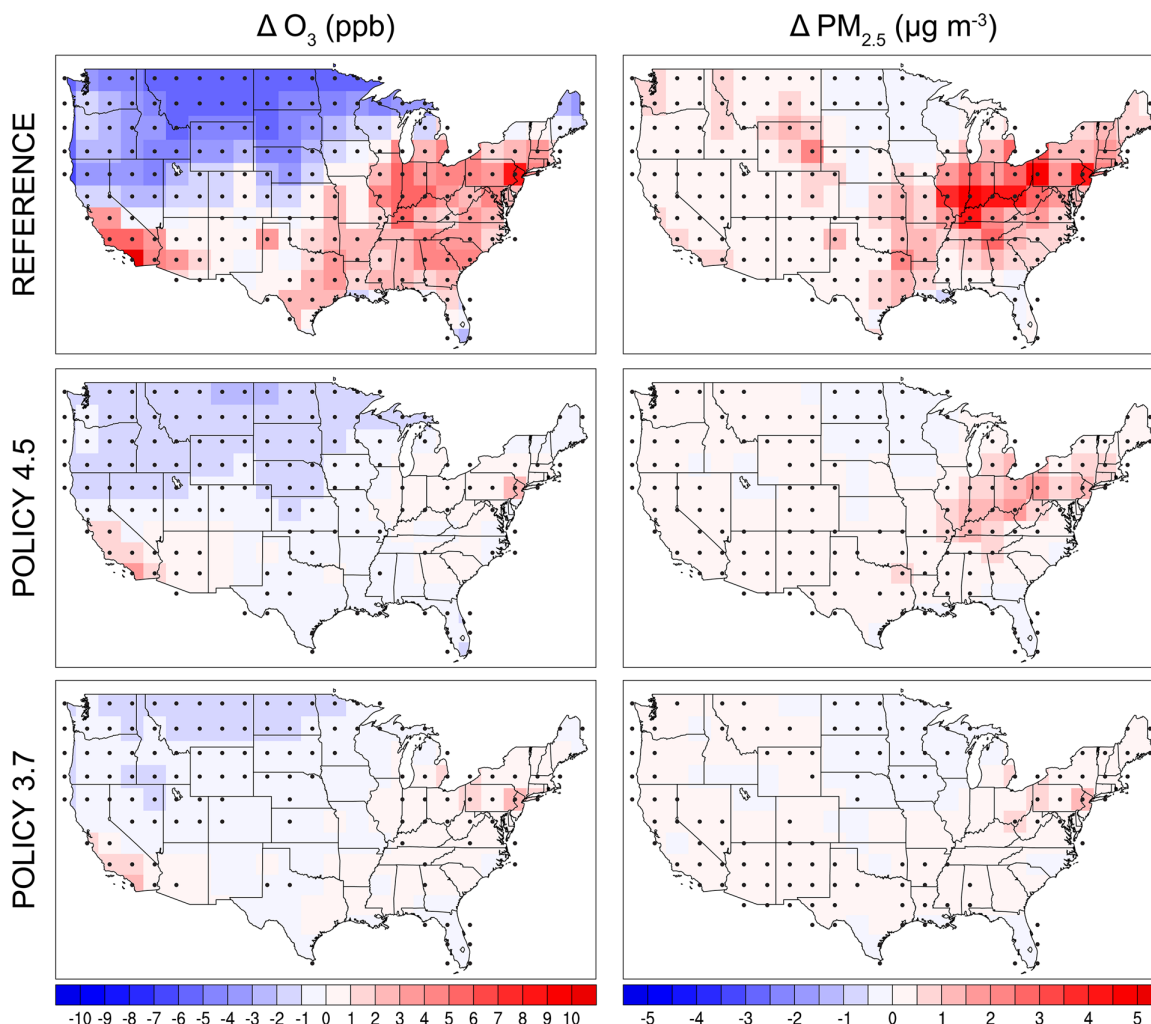 Δ O₃ (ppb) Δ PM₂.₅ (µg m⁻³)
REFERENCE
POLICY 4.5
POLICY 3.7
-10 -9 -8 -7 -6 -5 -4 -3 -2 -1 0 1 2 3 4 5 6 7 8 9 10
-5 -4 -3 -2 -1 0 1 2 3 4 5